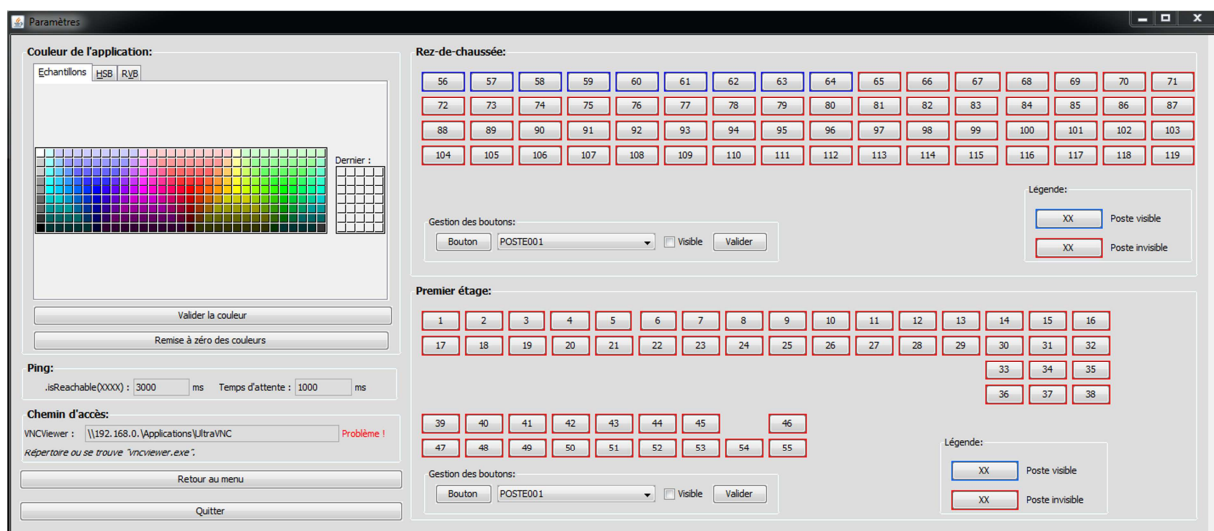 Paramètres
Couleur de l'application:
Echantillons HSB RVB
Dernier :
Valider la couleur
Remise à zéro des couleurs
Ping:
.isReachable(XXXX) : 3000 ms Temps d'attente : 1000 ms
Chemin d'accès:
VNCViewer : \\192.168.0.\Applications\UltraVNC Problème !
Répertoire ou se trouve "vncviewer.exe".
Retour au menu
Quitter
Rez-de-chaussée:
56 57 58 59 60 61 62 63 64 65 66 67 68 69 70 71
72 73 74 75 76 77 78 79 80 81 82 83 84 85 86 87
88 89 90 91 92 93 94 95 96 97 98 99 100 101 102 103
104 105 106 107 108 109 110 111 112 113 114 115 116 117 118 119
Gestion des boutons:
Bouton POSTE001 Visible Valider
Légende:
XX Poste visible
XX Poste invisible
Premier étage:
1 2 3 4 5 6 7 8 9 10 11 12 13 14 15 16
17 18 19 20 21 22 23 24 25 26 27 28 29 30 31 32
33 34 35
36 37 38
39 40 41 42 43 44 45 46
47 48 49 50 51 52 53 54 55
Gestion des boutons:
Bouton POSTE001 Visible Valider
Légende:
XX Poste visible
XX Poste invisible